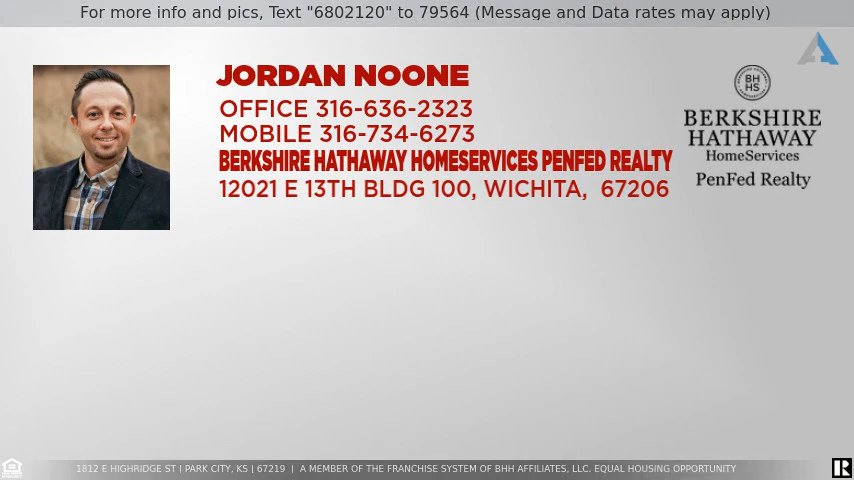 For more info and pics, Text "6802120" to 79564 (Message and Data rates may apply)
JORDAN NOONE
OFFICE 316-636-2323
MOBILE 316-734-6273
BERKSHIRE HATHAWAY HOMESERVICES PENFED REALTY
12021 E 13TH BLDG 100, WICHITA, 67206
BH
HS
BERKSHIRE
HATHAWAY
HomeServices
PenFed Realty
1812 E HIGHRIDGE ST | PARK CITY, KS | 67219 | A MEMBER OF THE FRANCHISE SYSTEM OF BHH AFFILIATES, LLC. EQUAL HOUSING OPPORTUNITY